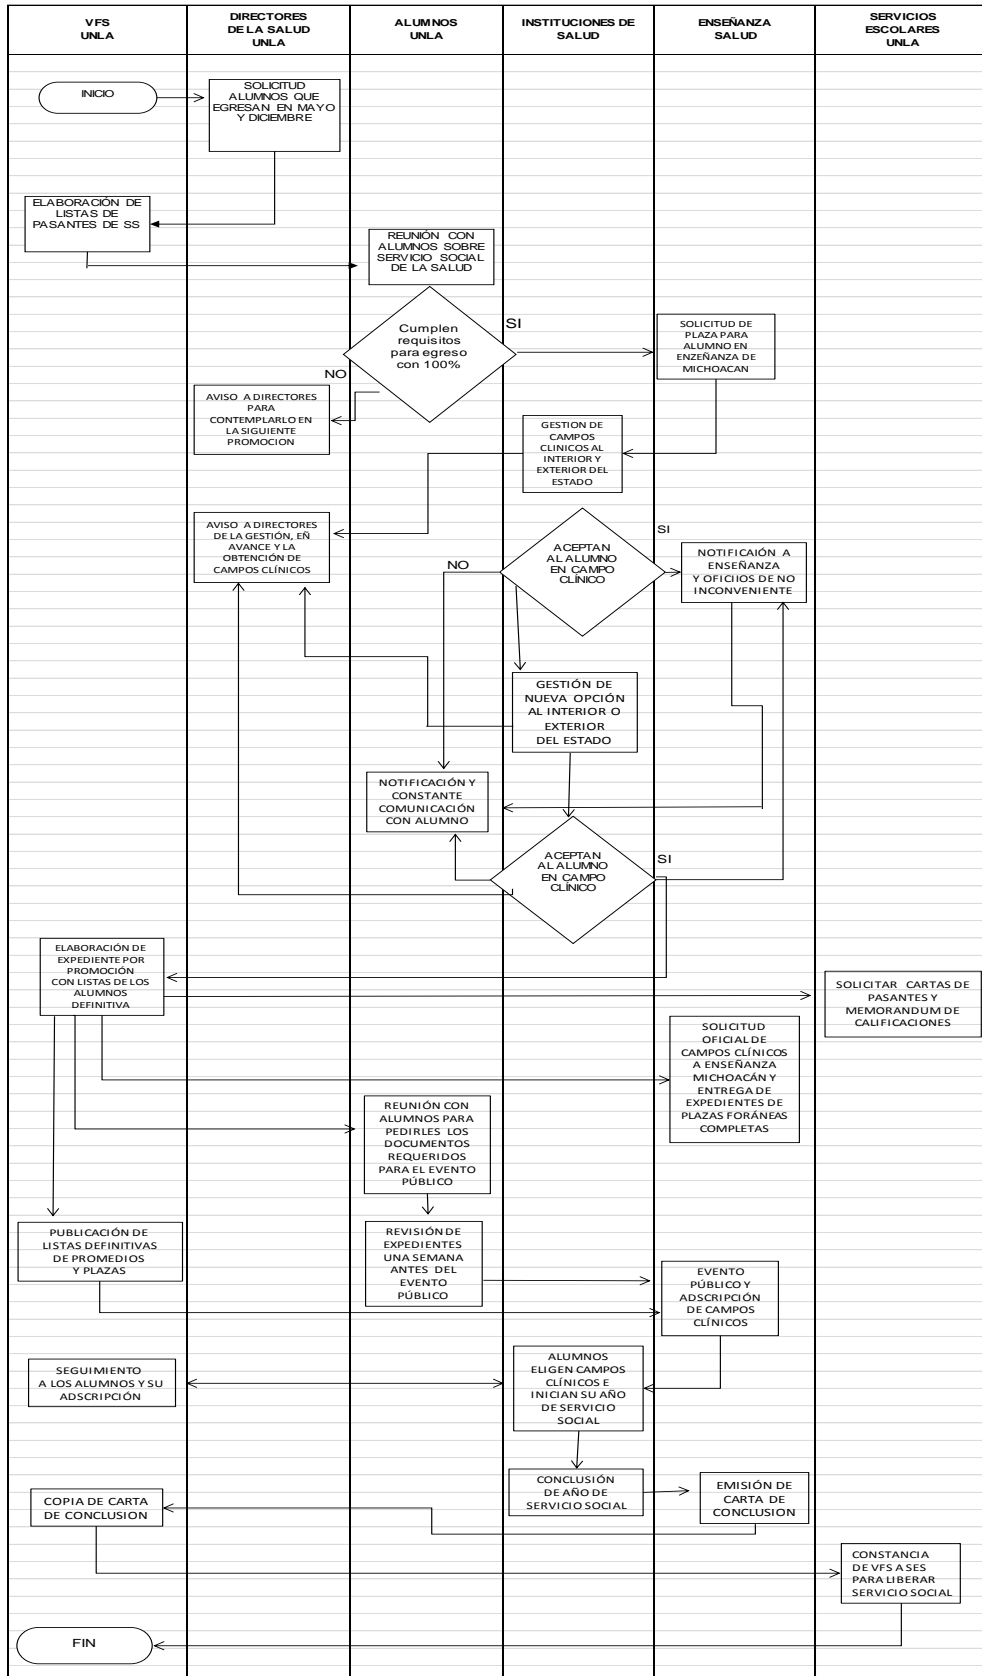 VFS
UNLA
DIRECTORES
DE LA SALUD
UNLA
ALUMNOS
UNLA
INSTITUCIONES DE
SALUD
ENSEÑANZA
SALUD
SERVICIOS
ESCOLARES
UNLA
INICIO
SOLICITUD
ALUMNOS QUE
EGRESAN EN MAYO
Y DICIEMBRE
ELABORACIÓN DE
LISTAS DE
PASANTES DE SS
REUNIÓN CON
ALUMNOS SOBRE
SERVICIO SOCIAL
DE LA SALUD
Cumplen
requisitos
para egreso
con 100%
SI
NO
SOLICITUD DE
PLAZA PARA
ALUMNO EN
ENZEÑANZA DE
MICHOACAN
AVISO A DIRECTORES
PARA
CONTEMPLARLO EN
LA SIGUIENTE
PROMOCION
GESTION DE
CAMPOS
CLINICOS AL
INTERIOR Y
EXTERIOR DEL
ESTADO
AVISO A DIRECTORES
DE LA GESTIÓN, EÑ
AVANCE Y LA
OBTENCIÓN DE
CAMPOS CLÍNICOS
ACEPTAN
AL ALUMNO
EN CAMPO
CLÍNICO
SI
NO
NOTIFICAIÓN A
ENSEÑANZA
Y OFICIIOS DE NO
INCONVENIENTE
GESTIÓN DE
NUEVA OPCIÓN
AL INTERIOR O
EXTERIOR
DEL ESTADO
NOTIFICACIÓN Y
CONSTANTE
COMUNICACIÓN
CON ALUMNO
ACEPTAN
AL ALUMNO
EN CAMPO
CLÍNICO
SI
ELABORACIÓN DE
EXPEDIENTE POR
PROMOCIÓN
CON LISTAS DE LOS
ALUMNOS
DEFINITIVA
SOLICITAR CARTAS DE
PASANTES Y
MEMORANDUM DE
CALIFICACIONES
SOLICITUD
OFICIAL DE
CAMPOS CLÍNICOS
A ENSEÑANZA
MICHOACÁN Y
ENTREGA DE
EXPEDIENTES DE
PLAZAS FORÁNEAS
COMPLETAS
REUNIÓN CON
ALUMNOS PARA
PEDIRLES LOS
DOCUMENTOS
REQUERIDOS
PARA EL EVENTO
PÚBLICO
PUBLICACIÓN DE
LISTAS DEFINITIVAS
DE PROMEDIOS
Y PLAZAS
REVISIÓN DE
EXPEDIENTES
UNA SEMANA
ANTES DEL
EVENTO
PÚBLICO
EVENTO
PÚBLICO Y
ADSCRIPCIÓN
DE CAMPOS
CLÍNICOS
SEGUIMIENTO
A LOS ALUMNOS Y SU
ADSCRIPCIÓN
ALUMNOS
ELIGEN CAMPOS
CLÍNICOS E
INICIAN SU AÑO
DE SERVICIO
SOCIAL
CONCLUSIÓN
DE AÑO DE
SERVICIO SOCIAL
EMISIÓN DE
CARTA DE
CONCLUSION
COPIA DE CARTA
DE CONCLUSION
CONSTANCIA
DE VFS A SES
PARA LIBERAR
SERVICIO SOCIAL
FIN